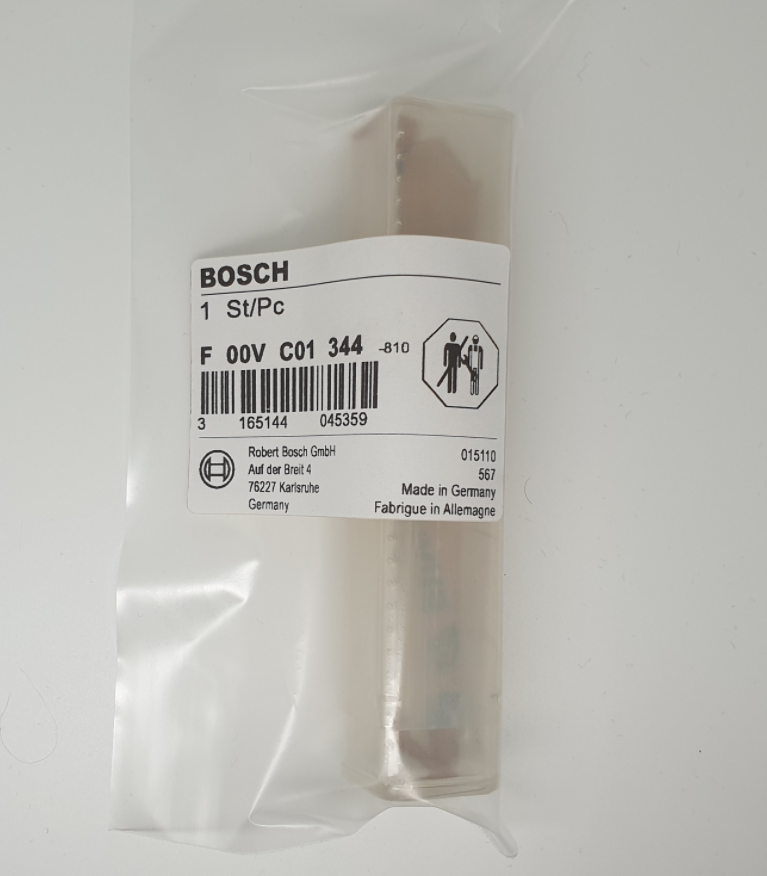 BOSCH
1 St/Pc
F 00V C01 344 -810
3 165144 045359
Robert Bosch GmbH
Auf der Breit 4
76227 Karlsruhe
Germany
015110
567
Made in Germany
Fabrique in Allemagne